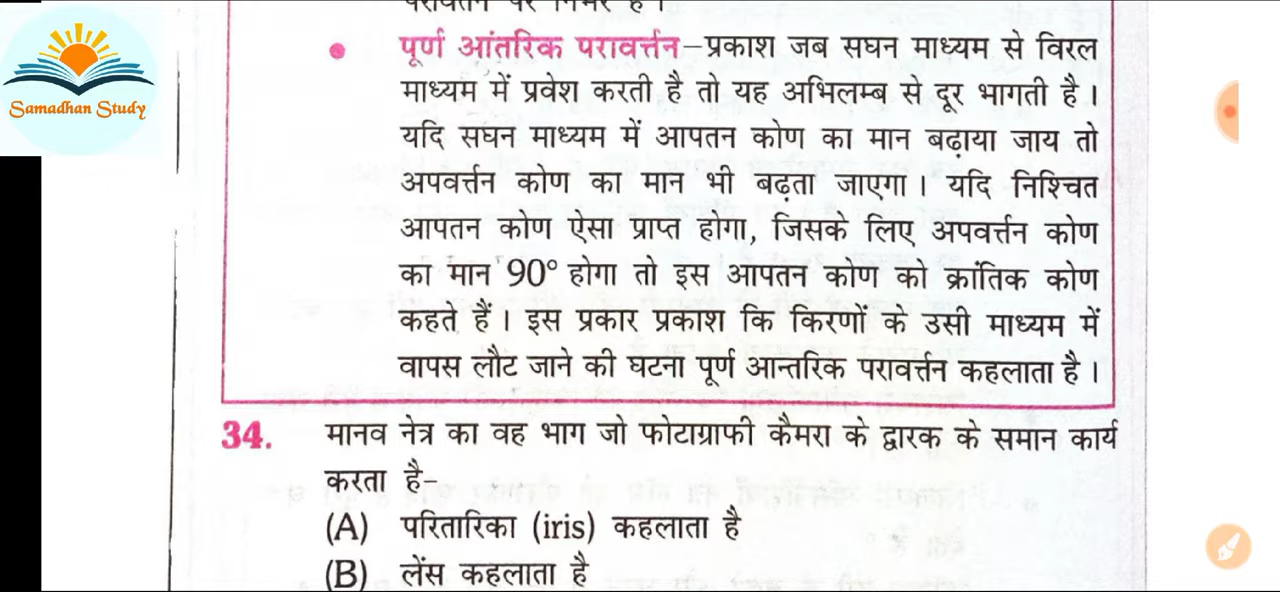 Samadhan Study
• पूर्ण आंतरिक परावर्त्तन–प्रकाश जब सघन माध्यम से विरल
माध्यम में प्रवेश करती है तो यह अभिलम्ब से दूर भागती है।
यदि सघन माध्यम में आपतन कोण का मान बढ़ाया जाय तो
अपवर्त्तन कोण का मान भी बढ़ता जाएगा। यदि निश्चित
आपतन कोण ऐसा प्राप्त होगा, जिसके लिए अपवर्त्तन कोण
का मान 90° होगा तो इस आपतन कोण को क्रांतिक कोण
कहते हैं। इस प्रकार प्रकाश कि किरणों के उसी माध्यम में
वापस लौट जाने की घटना पूर्ण आन्तरिक परावर्त्तन कहलाता है।
34. मानव नेत्र का वह भाग जो फोटाग्राफी कैमरा के द्वारक के समान कार्य
करता है–
(A) परितारिका (iris) कहलाता है
(B) लेंस कहलाता है